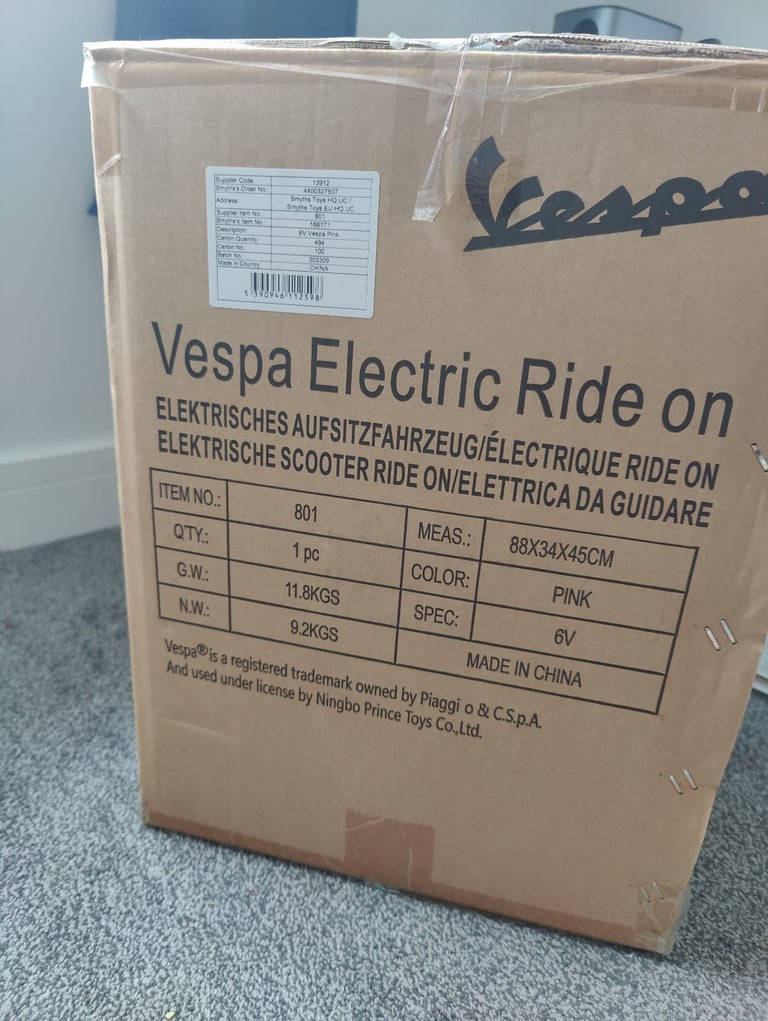 Supplier Code 13912
Smyths's Order No. 4400327507
Address: Smyths Toys HQ UC /
Smyths Toys EU HQ UC
Supplier Item No. 801
Smyths's Item No. 168171
Description: 6V Vespa Pink
Carton Quantity: 494
Carton No. 100
Batch No. 202309
Made In Country: CHINA
5 390946 112598
Vespa
Vespa Electric Ride on
ELEKTRISCHES AUFSITZFAHRZEUG/ÉLECTRIQUE RIDE ON
ELEKTRISCHE SCOOTER RIDE ON/ELETTRICA DA GUIDARE
ITEM NO.: 801 MEAS.: 88X34X45CM
Q'TY.: 1 pc COLOR: PINK
G.W.: 11.8KGS SPEC: 6V
N.W.: 9.2KGS MADE IN CHINA
Vespa® is a registered trademark owned by Piaggi o & C.S.p.A.
And used under license by Ningbo Prince Toys Co.,Ltd.